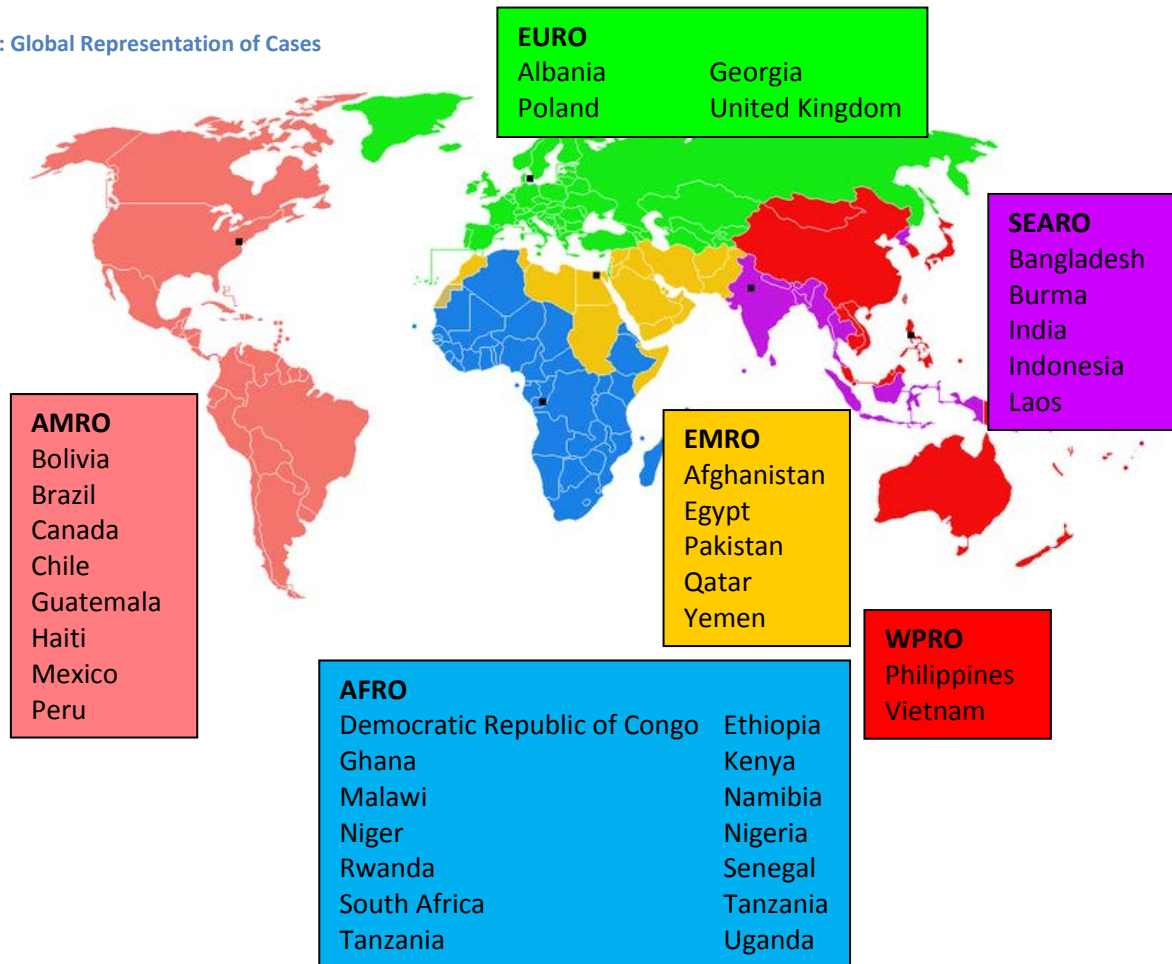 : Global Representation of Cases
EURO
Albania Georgia
Poland United Kingdom
SEARO
Bangladesh
Burma
India
Indonesia
Laos
AMRO
Bolivia
Brazil
Canada
Chile
Guatemala
Haiti
Mexico
Peru
EMRO
Afghanistan
Egypt
Pakistan
Qatar
Yemen
WPRO
Philippines
Vietnam
AFRO
Democratic Republic of Congo Ethiopia
Ghana Kenya
Malawi Namibia
Niger Nigeria
Rwanda Senegal
South Africa Tanzania
Tanzania Uganda